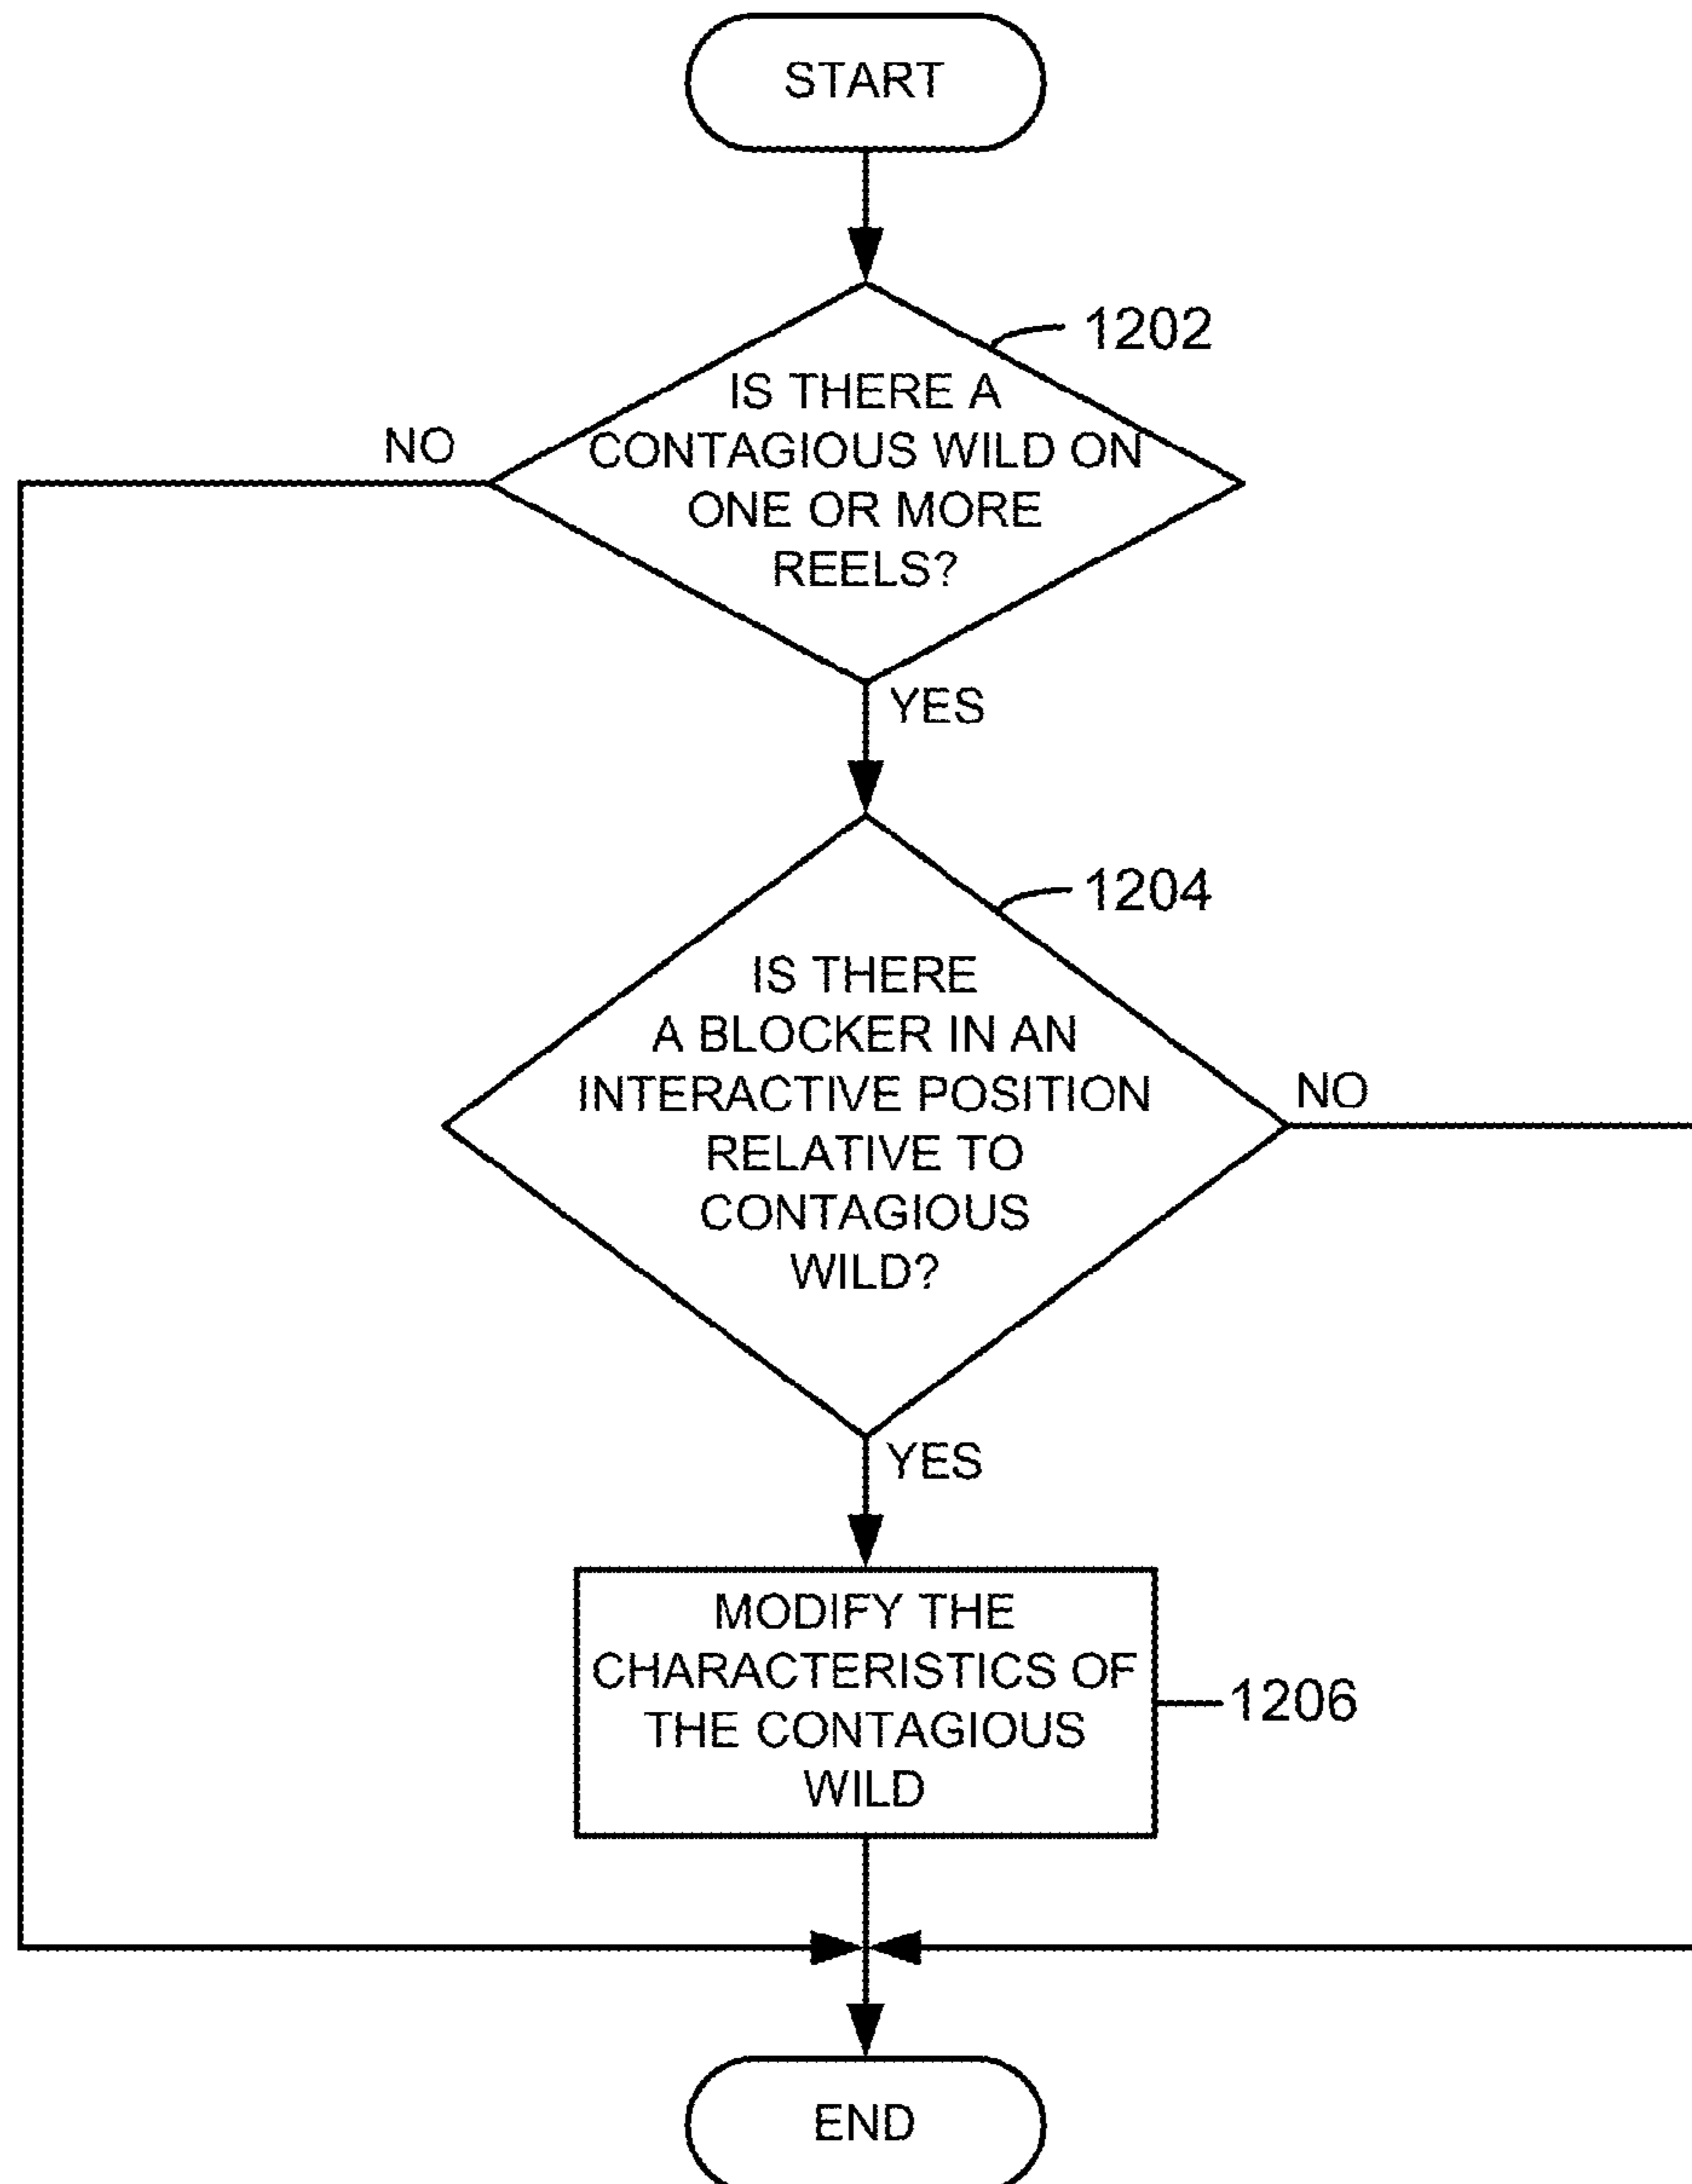 START
1202
IS THERE A
CONTAGIOUS WILD ON
ONE OR MORE
REELS?
NO
YES
1204
IS THERE
A BLOCKER IN AN
INTERACTIVE POSITION
RELATIVE TO
CONTAGIOUS
WILD?
NO
YES
MODIFY THE
CHARACTERISTICS OF
THE CONTAGIOUS
WILD
1206
END